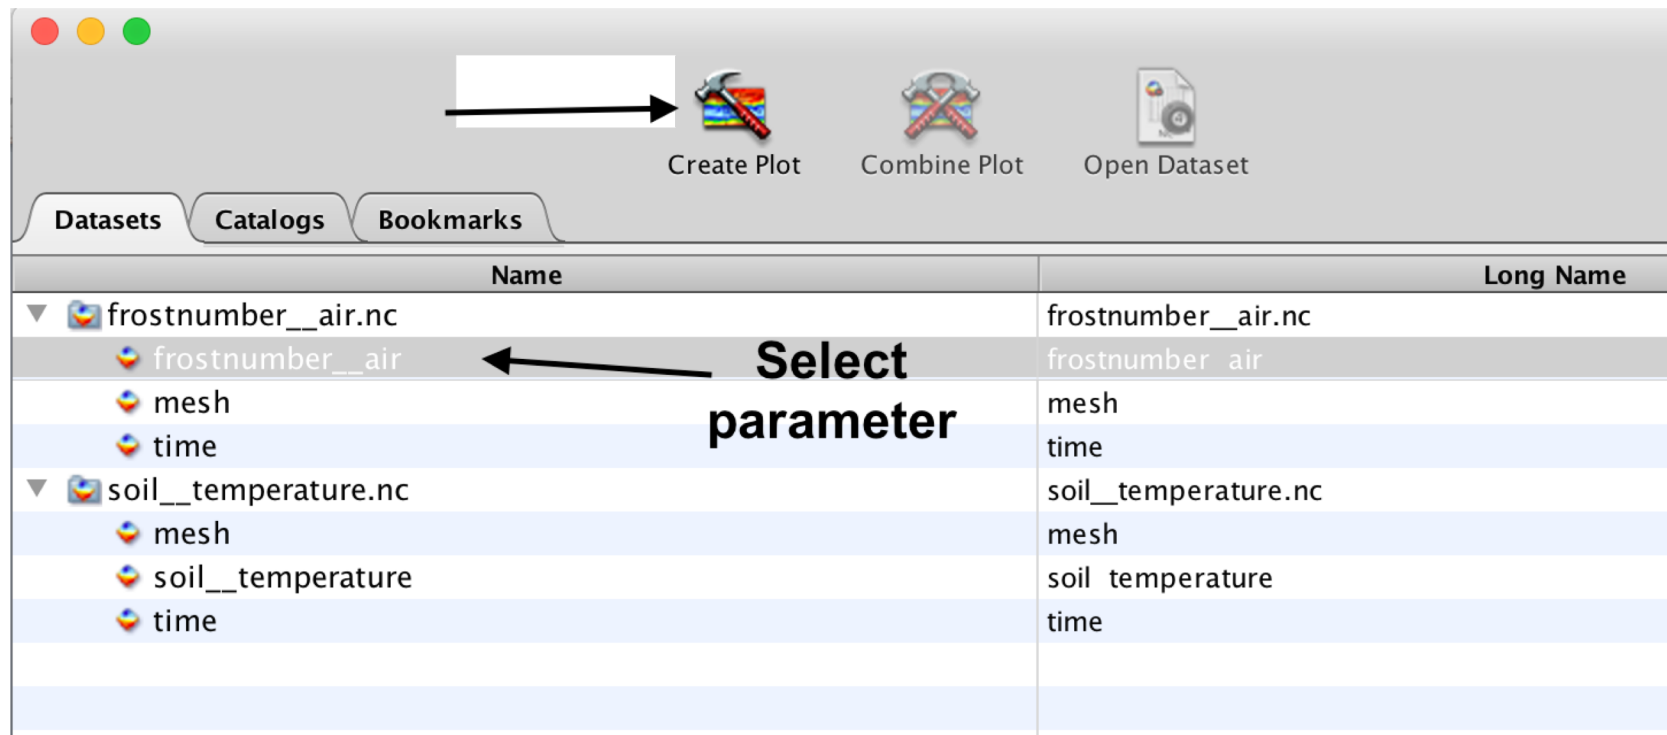 Create Plot
Combine Plot
Open Dataset
Datasets
Catalogs
Bookmarks
Name
Long Name
frostnumber__air.nc
frostnumber__air.nc
frostnumber__air
frostnumber air
Select
parameter
mesh
mesh
time
time
soil__temperature.nc
soil__temperature.nc
mesh
mesh
soil__temperature
soil temperature
time
time